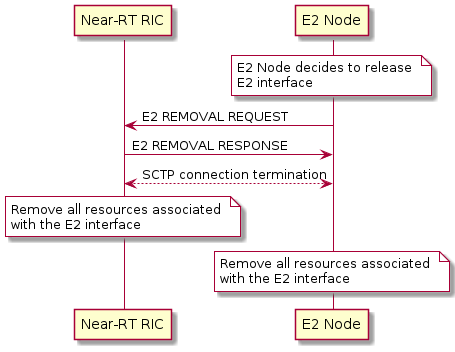 Near-RT RIC
E2 Node
E2 Node decides to release
E2 interface
E2 REMOVAL REQUEST
E2 REMOVAL RESPONSE
SCTP connection termination
Remove all resources associated
with the E2 interface
Remove all resources associated
with the E2 interface
Near-RT RIC
E2 Node